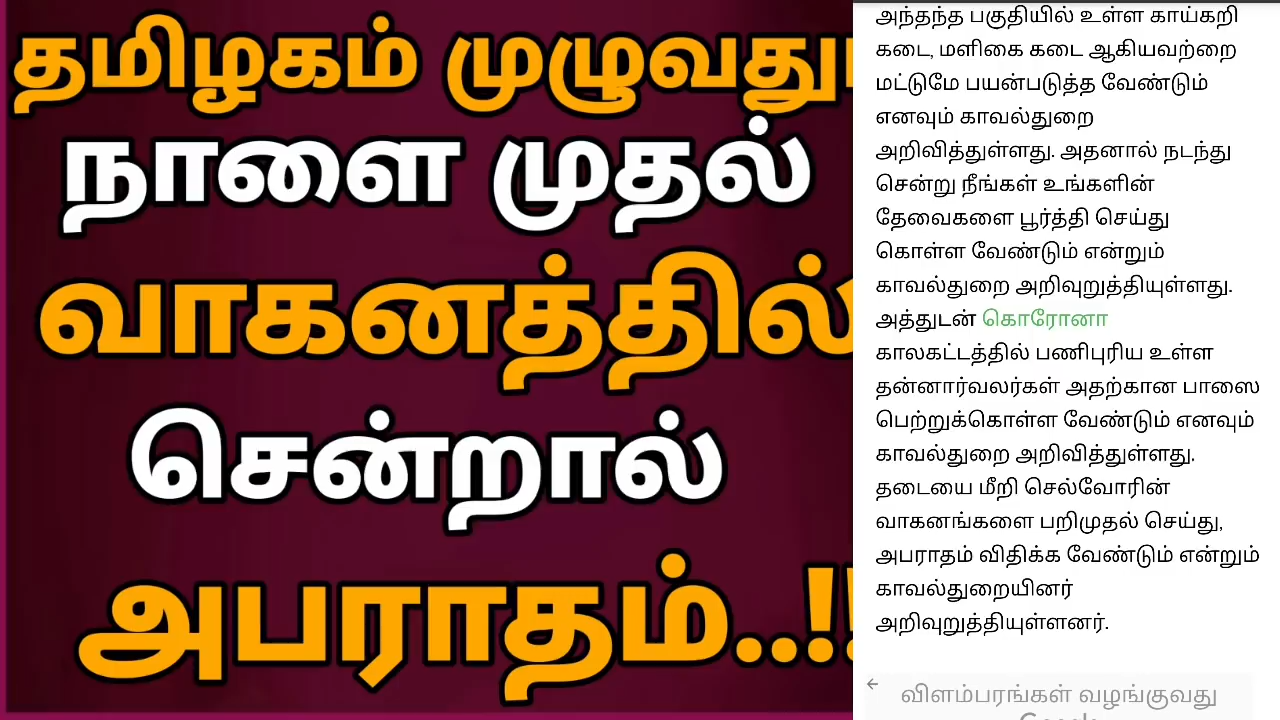 தமிழகம் முழுவது
நாளை முதல்
வாகனத்தில்
சென்றால்
அபராதம்..!!
அந்தந்த பகுதியில் உள்ள காய்கறி
கடை, மளிகை கடை ஆகியவற்றை
மட்டுமே பயன்படுத்த வேண்டும்
எனவும் காவல்துறை
அறிவித்துள்ளது. அதனால் நடந்து
சென்று நீங்கள் உங்களின்
தேவைகளை பூர்த்தி செய்து
கொள்ள வேண்டும் என்றும்
காவல்துறை அறிவுறுத்தியுள்ளது.
அத்துடன் கொரோனா
காலகட்டத்தில் பணிபுரிய உள்ள
தன்னார்வலர்கள் அதற்கான பாஸை
பெற்றுக்கொள்ள வேண்டும் எனவும்
காவல்துறை அறிவித்துள்ளது.
தடையை மீறி செல்வோரின்
வாகனங்களை பறிமுதல் செய்து,
அபராதம் விதிக்க வேண்டும் என்றும்
காவல்துறையினர்
அறிவுறுத்தியுள்ளனர்.
விளம்பரங்கள் வழங்குவது